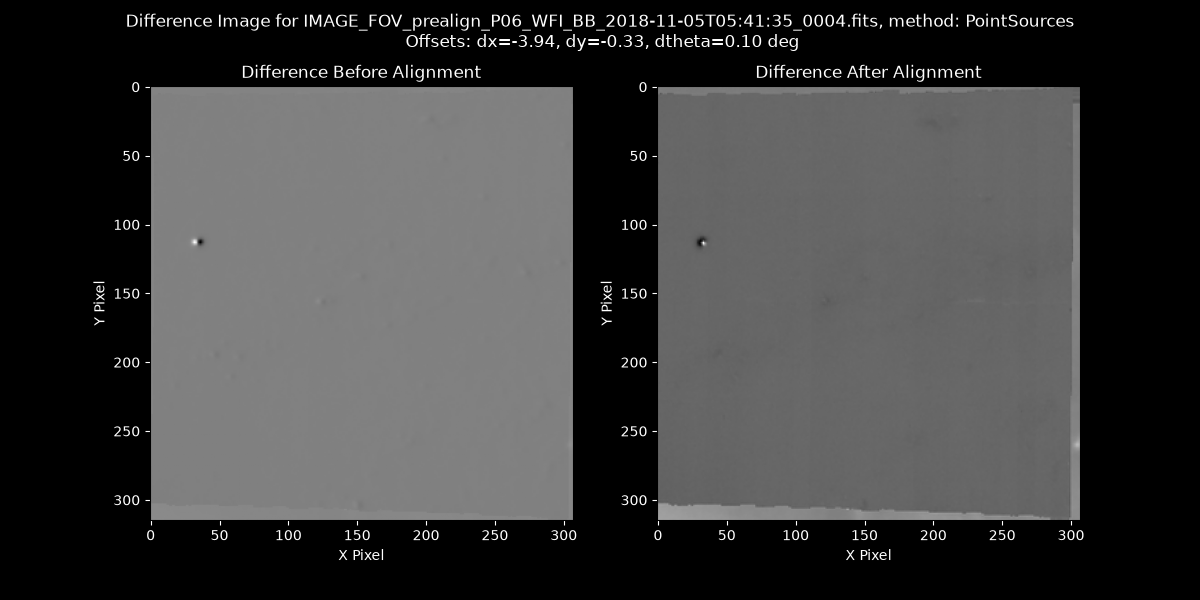 Difference Image for IMAGE_FOV_prealign_P06_WFI_BB_2018-11-05T05:41:35_0004.fits, method: PointSources
Offsets: dx=-3.94, dy=-0.33, dtheta=0.10 deg
Difference Before Alignment
0
50
100
150
200
250
300
Y Pixel
0 50 100 150 200 250 300
X Pixel
Difference After Alignment
0
50
100
150
200
250
300
Y Pixel
0 50 100 150 200 250 300
X Pixel